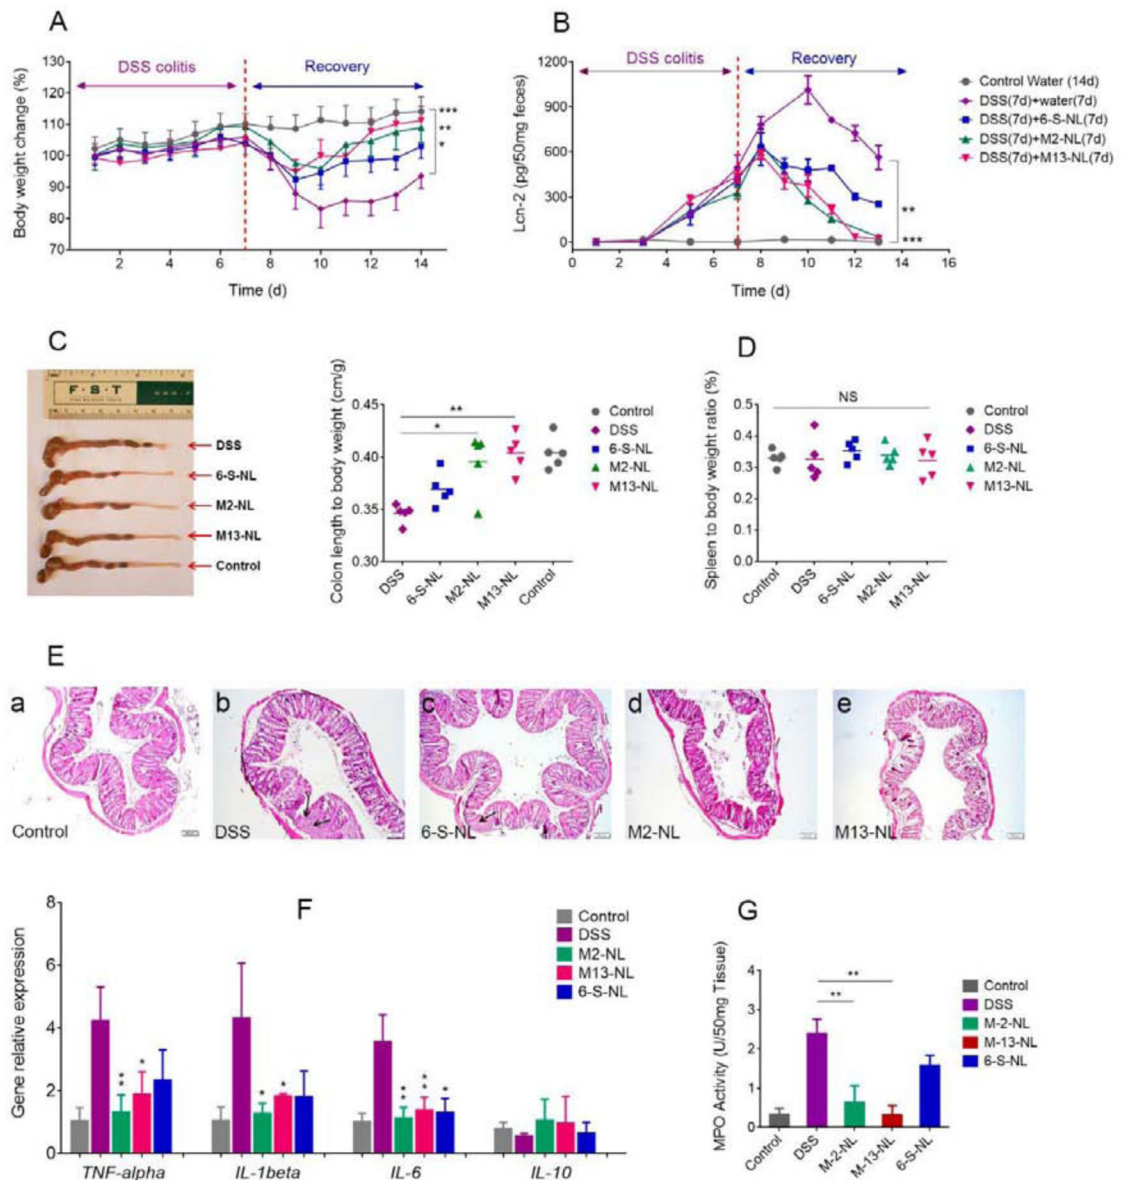 A
130
120
110
100
90
80
70
Body weight change (%)
DSS colitis
Recovery
***
**
*
2
4
6
8
10
12
14
Time (d)
B
1200
900
600
300
0
Lcn-2 (pg/50mg feces)
DSS colitis
Recovery
**
***
0
2
4
6
8
10
12
14
16
Time (d)
Control Water (14d)
DSS(7d)+water(7d)
DSS(7d)+6-S-NL(7d)
DSS(7d)+M2-NL(7d)
DSS(7d)+M13-NL(7d)
C
F·S·T
DSS
6-S-NL
M2-NL
M13-NL
Control
0.45
0.40
0.35
0.30
Colon length to body weight (cm/g)
**
*
DSS
6-S-NL
M2-NL
M13-NL
Control
Control
DSS
6-S-NL
M2-NL
M13-NL
D
0.5
0.4
0.3
0.2
0.1
0.0
Spleen to body weight ratio (%)
NS
Control
DSS
6-S-NL
M2-NL
M13-NL
Control
DSS
6-S-NL
M2-NL
M13-NL
E
a
Control
b
DSS
c
6-S-NL
d
M2-NL
e
M13-NL
F
8
6
4
2
0
Gene relative expression
Control
DSS
M2-NL
M13-NL
6-S-NL
**
*
*
*
**
**
*
TNF-alpha
IL-1beta
IL-6
IL-10
G
4
3
2
1
0
MPO Activity (U/50mg Tissue)
**
**
Control
DSS
M-2-NL
M-13-NL
6-S-NL
Control
DSS
M-2-NL
M-13-NL
6-S-NL